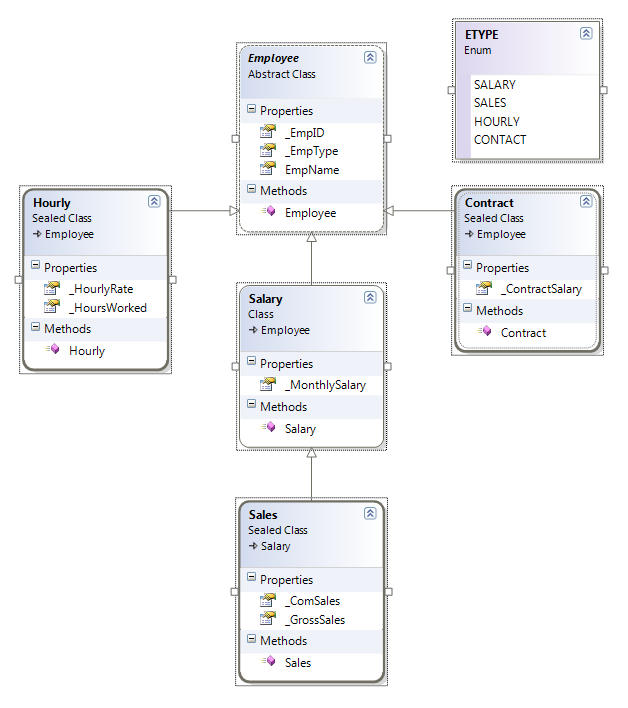 Employee
Abstract Class
Properties
_EmpID
_EmpType
EmpName
Methods
Employee
ETYPE
Enum
SALARY
SALES
HOURLY
CONTACT
Hourly
Sealed Class
Employee
Properties
_HourlyRate
_HoursWorked
Methods
Hourly
Contract
Sealed Class
Employee
Properties
_ContractSalary
Methods
Contract
Salary
Class
Employee
Properties
_MonthlySalary
Methods
Salary
Sales
Sealed Class
Salary
Properties
_ComSales
_GrossSales
Methods
Sales